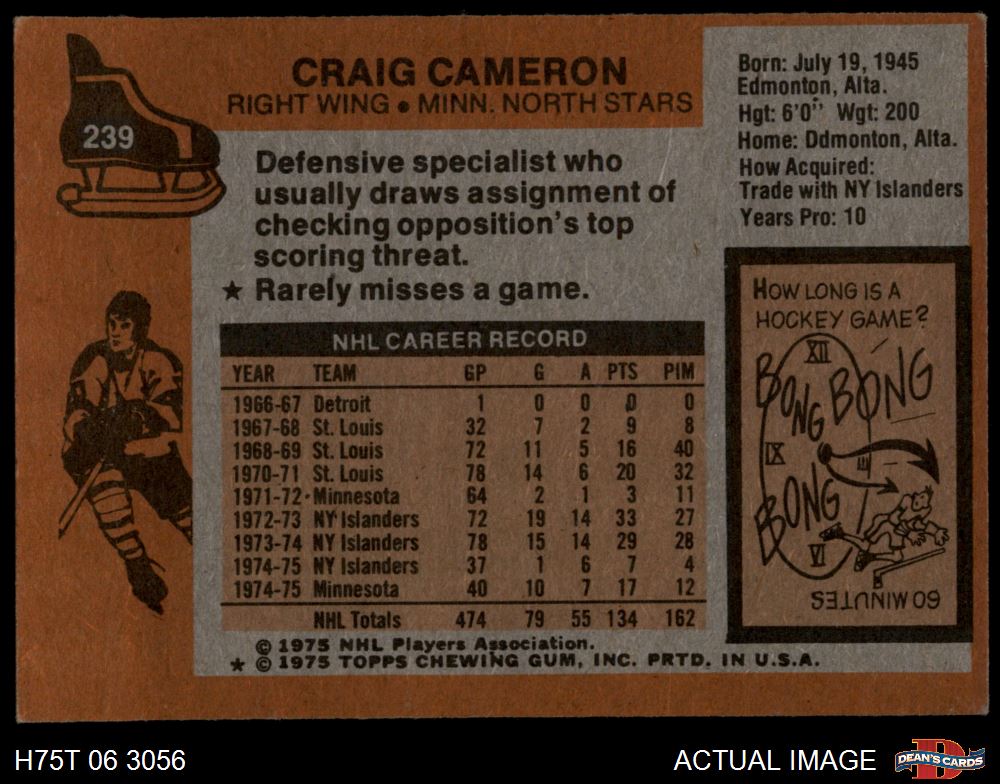 239
CRAIG CAMERON
RIGHT WING • MINN. NORTH STARS
Defensive specialist who
usually draws assignment of
checking opposition's top
scoring threat.
★ Rarely misses a game.
Born: July 19, 1945
Edmonton, Alta.
Hgt: 6'0" Wgt: 200
Home: Ddmonton, Alta.
How Acquired:
Trade with NY Islanders
Years Pro: 10
NHL CAREER RECORD
YEAR TEAM GP G A PTS PIM
1966-67 Detroit 1 0 0 0 0
1967-68 St. Louis 32 7 2 9 8
1968-69 St. Louis 72 11 5 16 40
1970-71 St. Louis 78 14 6 20 32
1971-72 Minnesota 64 2 1 3 11
1972-73 NY Islanders 72 19 14 33 27
1973-74 NY Islanders 78 15 14 29 28
1974-75 NY Islanders 37 1 6 7 4
1974-75 Minnesota 40 10 7 17 12
NHL Totals 474 79 55 134 162
HOW LONG IS A
HOCKEY GAME?
XII
BONG BONG
IX
III
BONG
VI
60 MINUTES
© 1975 NHL Players Association.
★ © 1975 TOPPS CHEWING GUM, INC. PRTD. IN U.S.A.
H75T 06 3056
ACTUAL IMAGE
DEAN'S CARDS